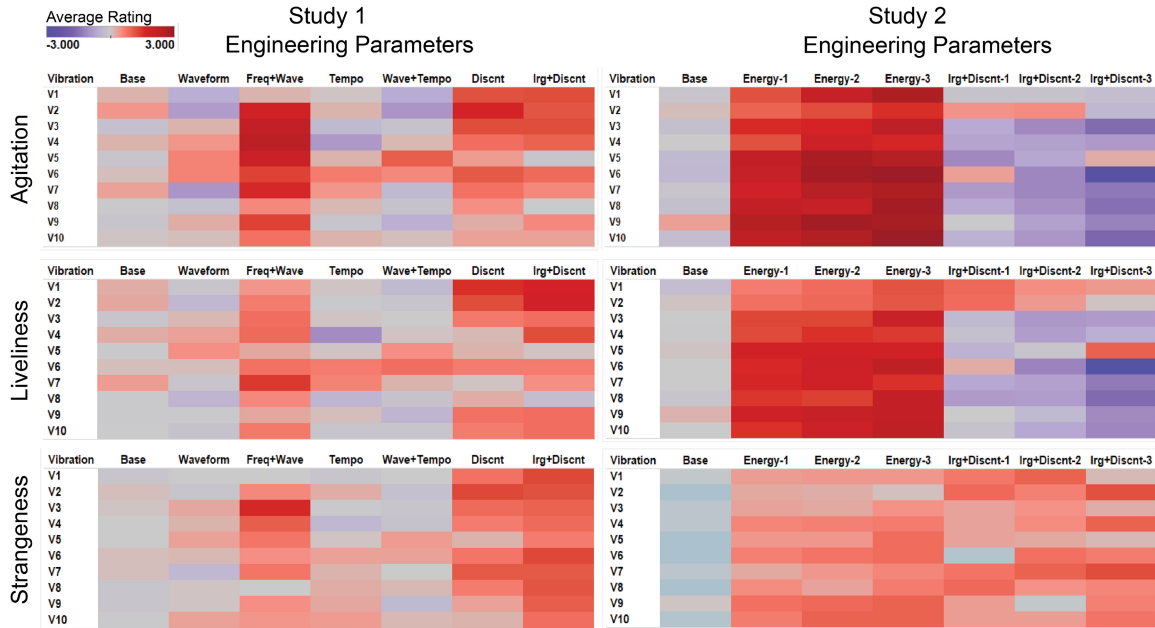 Average Rating
-3.000 3.000
Study 1
Engineering Parameters
Study 2
Engineering Parameters
Agitation
Vibration Base Waveform Freq+Wave Tempo Wave+Tempo Discnt Irg+Discnt
V1
V2
V3
V4
V5
V6
V7
V8
V9
V10
Vibration Base Energy-1 Energy-2 Energy-3 Irg+Discnt-1 Irg+Discnt-2 Irg+Discnt-3
V1
V2
V3
V4
V5
V6
V7
V8
V9
V10
Liveliness
Vibration Base Waveform Freq+Wave Tempo Wave+Tempo Discnt Irg+Discnt
V1
V2
V3
V4
V5
V6
V7
V8
V9
V10
Vibration Base Energy-1 Energy-2 Energy-3 Irg+Discnt-1 Irg+Discnt-2 Irg+Discnt-3
V1
V2
V3
V4
V5
V6
V7
V8
V9
V10
Strangeness
Vibration Base Waveform Freq+Wave Tempo Wave+Tempo Discnt Irg+Discnt
V1
V2
V3
V4
V5
V6
V7
V8
V9
V10
Vibration Base Energy-1 Energy-2 Energy-3 Irg+Discnt-1 Irg+Discnt-2 Irg+Discnt-3
V1
V2
V3
V4
V5
V6
V7
V8
V9
V10